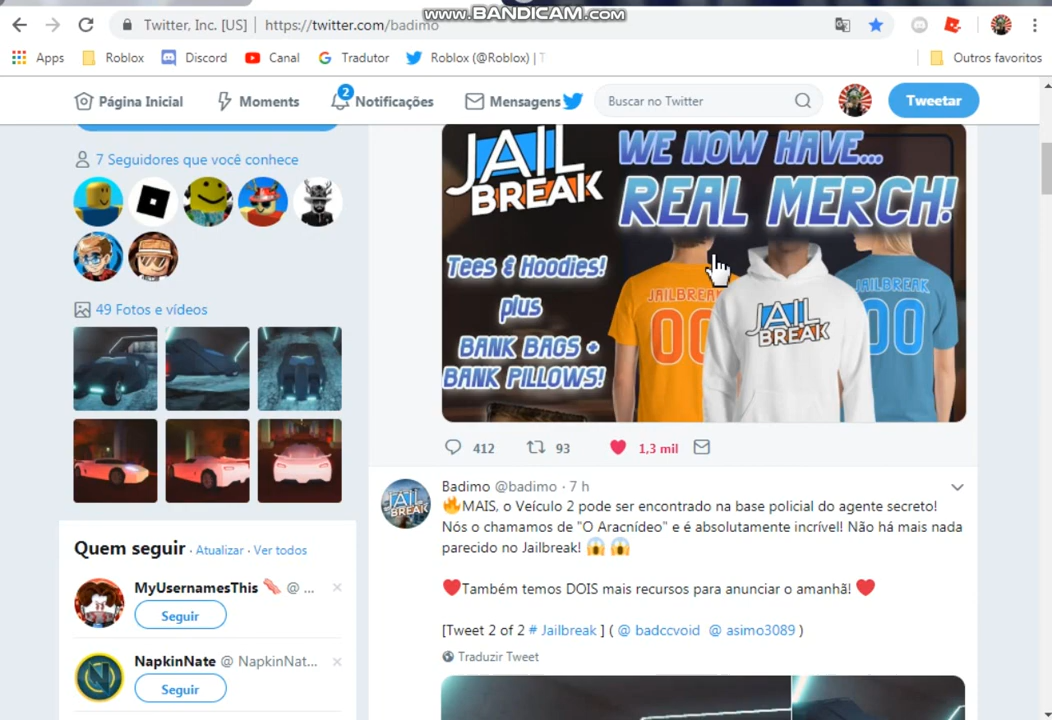 www.BANDICAM.com
Twitter, Inc. [US] | https://twitter.com/badimo
Apps Roblox Discord Canal Tradutor Roblox (@Roblox) | T Outros favoritos
Página Inicial Moments 2 Notificações Mensagens Buscar no Twitter Tweetar
7 Seguidores que você conhece
49 Fotos e vídeos
Quem seguir · Atualizar · Ver todos
MyUsernamesThis 🥓 @ ...
Seguir
NapkinNate @ NapkinNat...
Seguir
JAIL
BREAK
WE NOW HAVE...
REAL MERCH!
Tees & Hoodies!
plus
BANK BAGS +
BANK PILLOWS!
JAILBREAK
00
JAIL
BREAK
JAILBREAK
00
412 93 1,3 mil
JAIL
BREAK
Badimo @badimo · 7 h
🔥MAIS, o Veículo 2 pode ser encontrado na base policial do agente secreto!
Nós o chamamos de "O Aracnídeo" e é absolutamente incrível! Não há mais nada
parecido no Jailbreak! 😱 😱
❤️Também temos DOIS mais recursos para anunciar o amanhã! ❤️
[Tweet 2 of 2 # Jailbreak ] ( @ badccvoid @ asimo3089 )
Traduzir Tweet